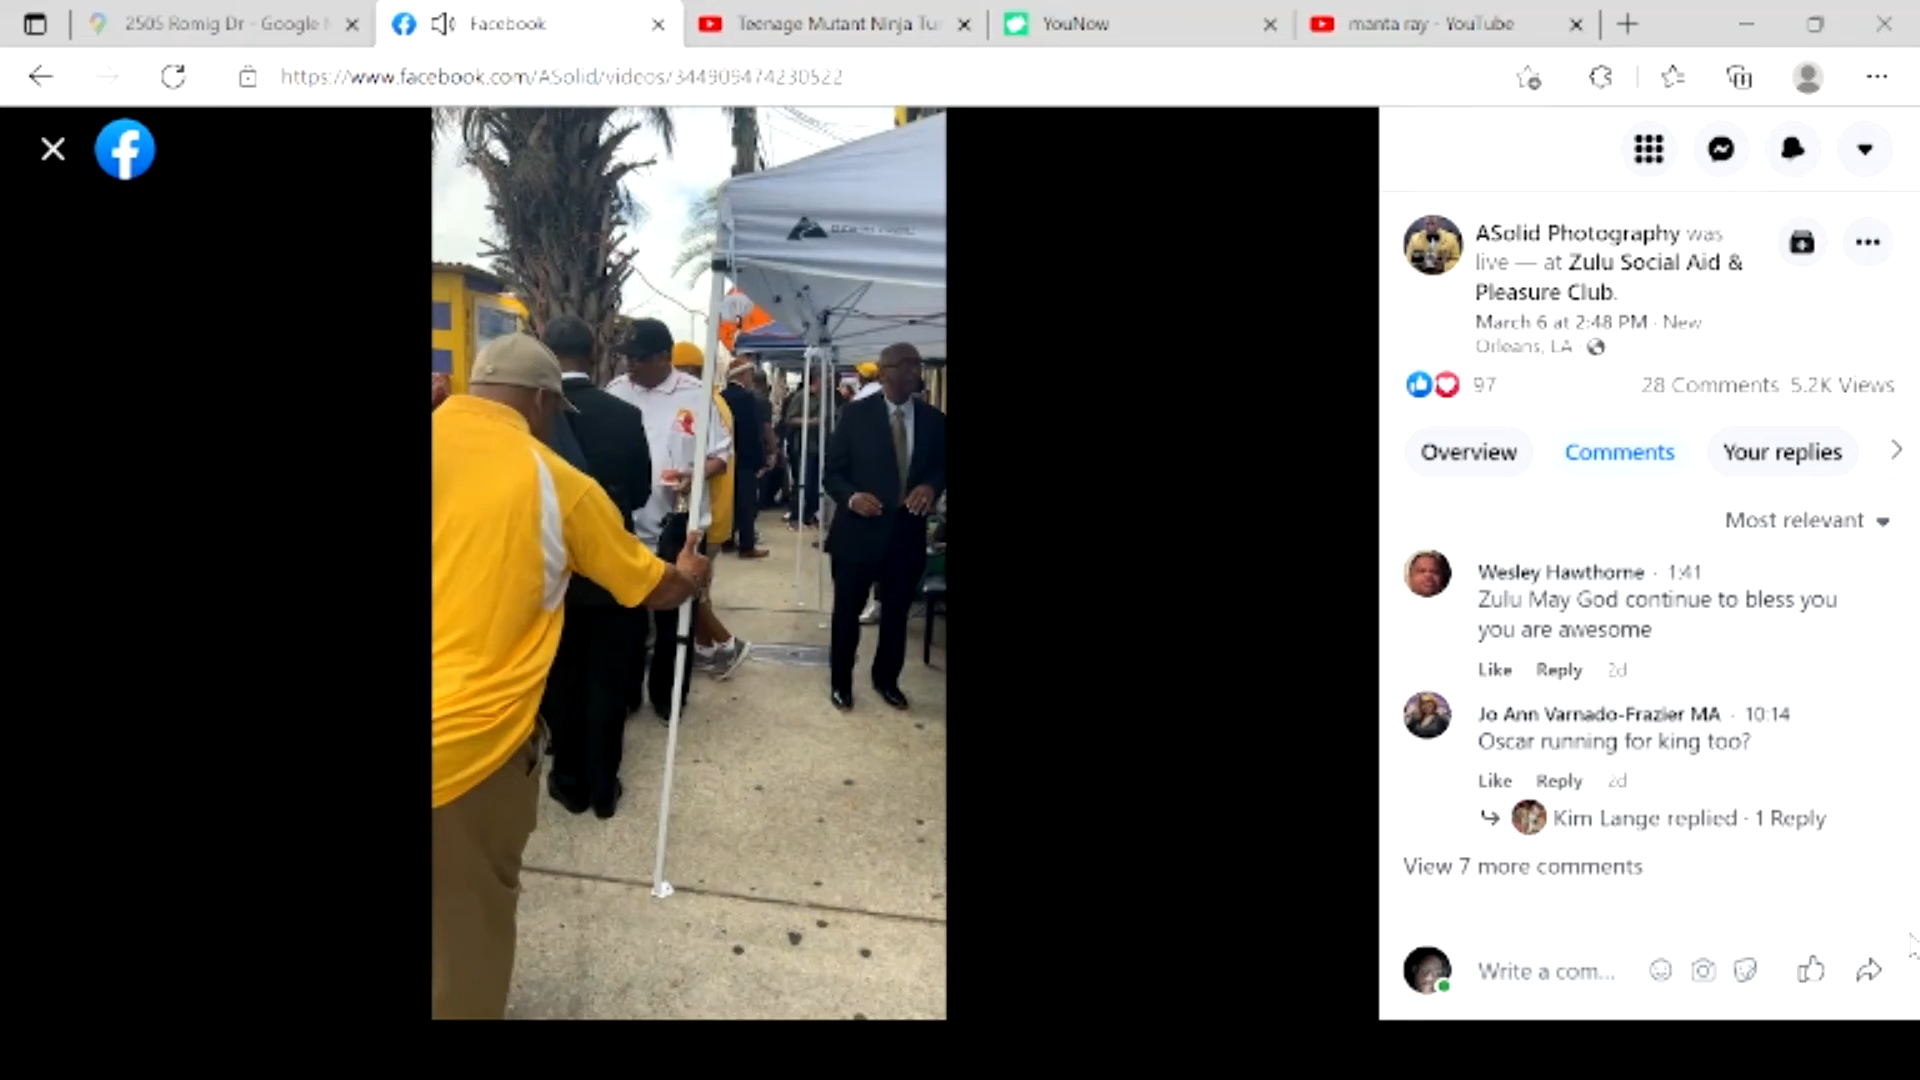 2505 Romig Dr - Google
Facebook
Teenage Mutant Ninja Tu
YouNow
manta ray - YouTube
https://www.facebook.com/ASolid/videos/344909474230522
ASolid Photography was
live — at Zulu Social Aid &
Pleasure Club.
March 6 at 2:48 PM · New
Orleans, LA ·
97
28 Comments 5.2K Views
Overview
Comments
Your replies
Most relevant
Wesley Hawthorne · 1:41
Zulu May God continue to bless you
you are awesome
Like Reply 2d
Jo Ann Varnado-Frazier MA · 10:14
Oscar running for king too?
Like Reply 2d
Kim Lange replied · 1 Reply
View 7 more comments
Write a com...